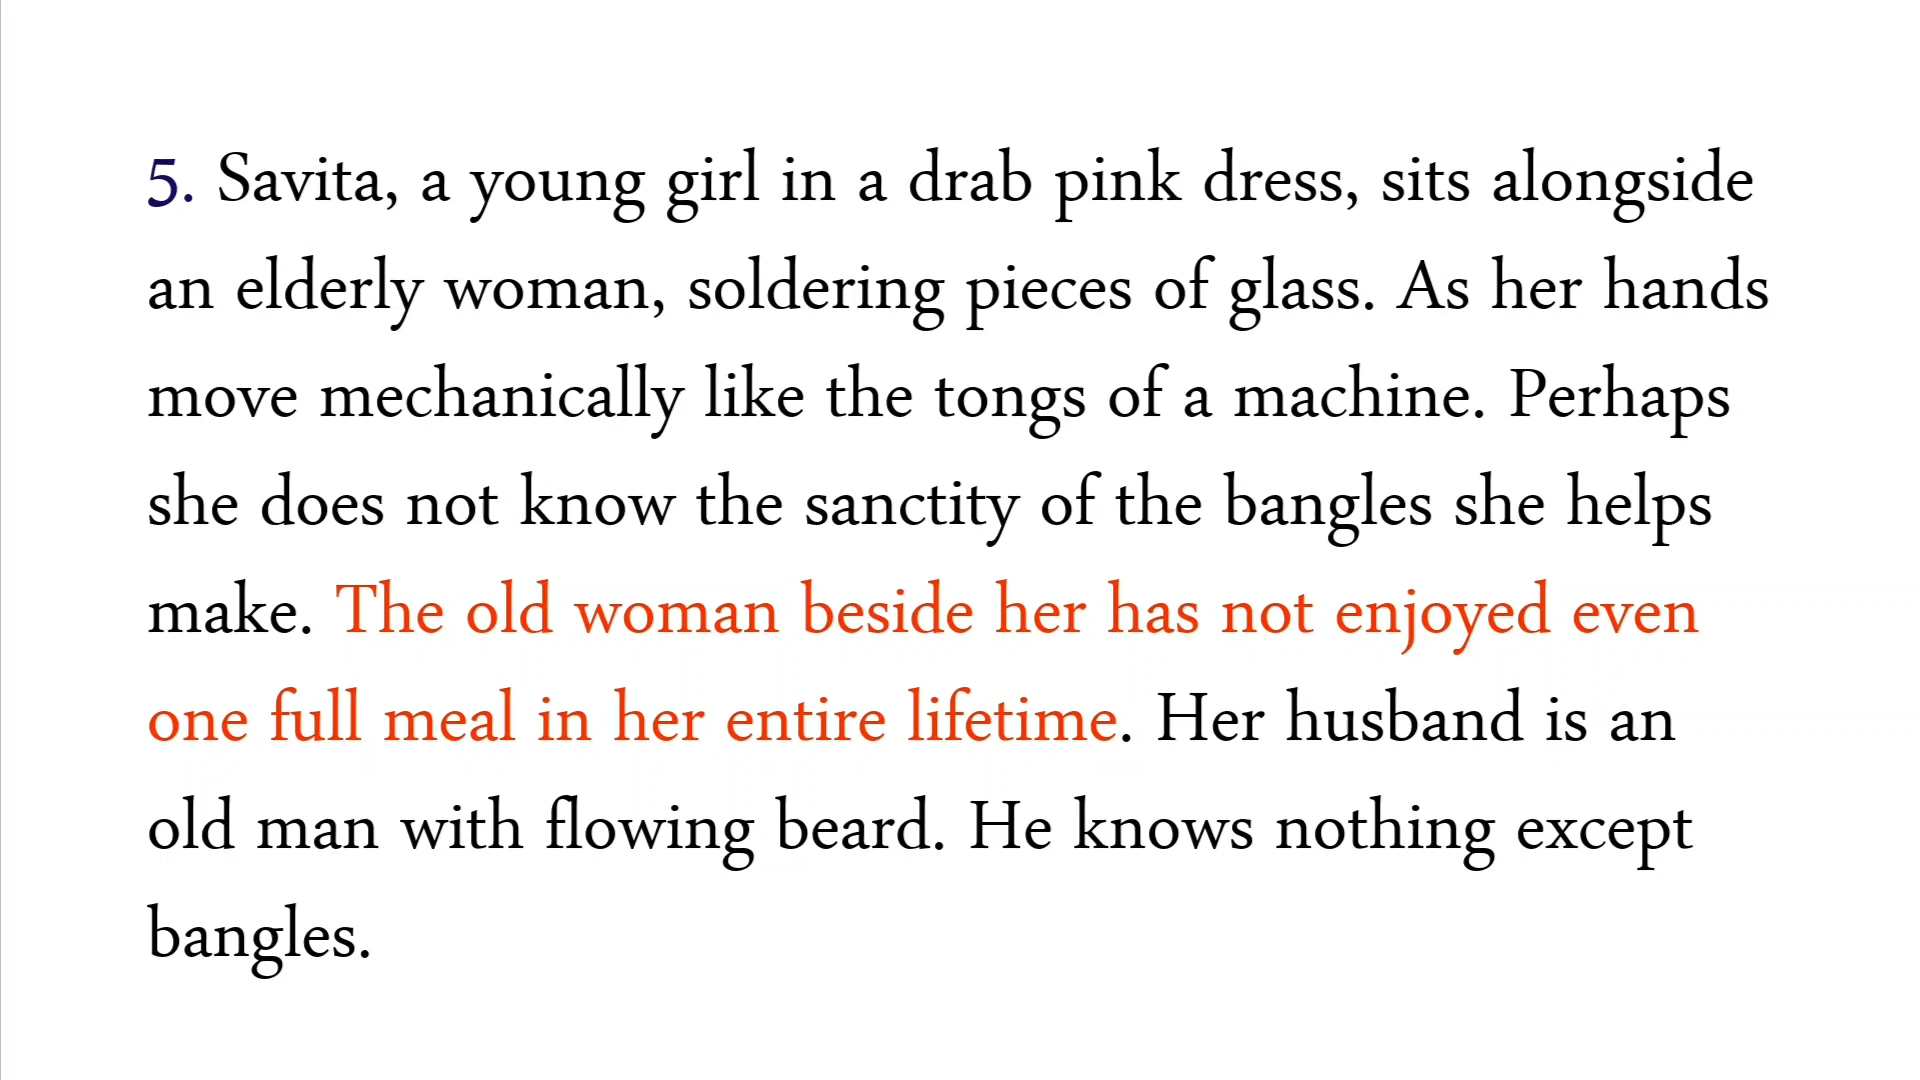 5. Savita, a young girl in a drab pink dress, sits alongside
an elderly woman, soldering pieces of glass. As her hands
move mechanically like the tongs of a machine. Perhaps
she does not know the sanctity of the bangles she helps
make. The old woman beside her has not enjoyed even
one full meal in her entire lifetime. Her husband is an
old man with flowing beard. He knows nothing except
bangles.